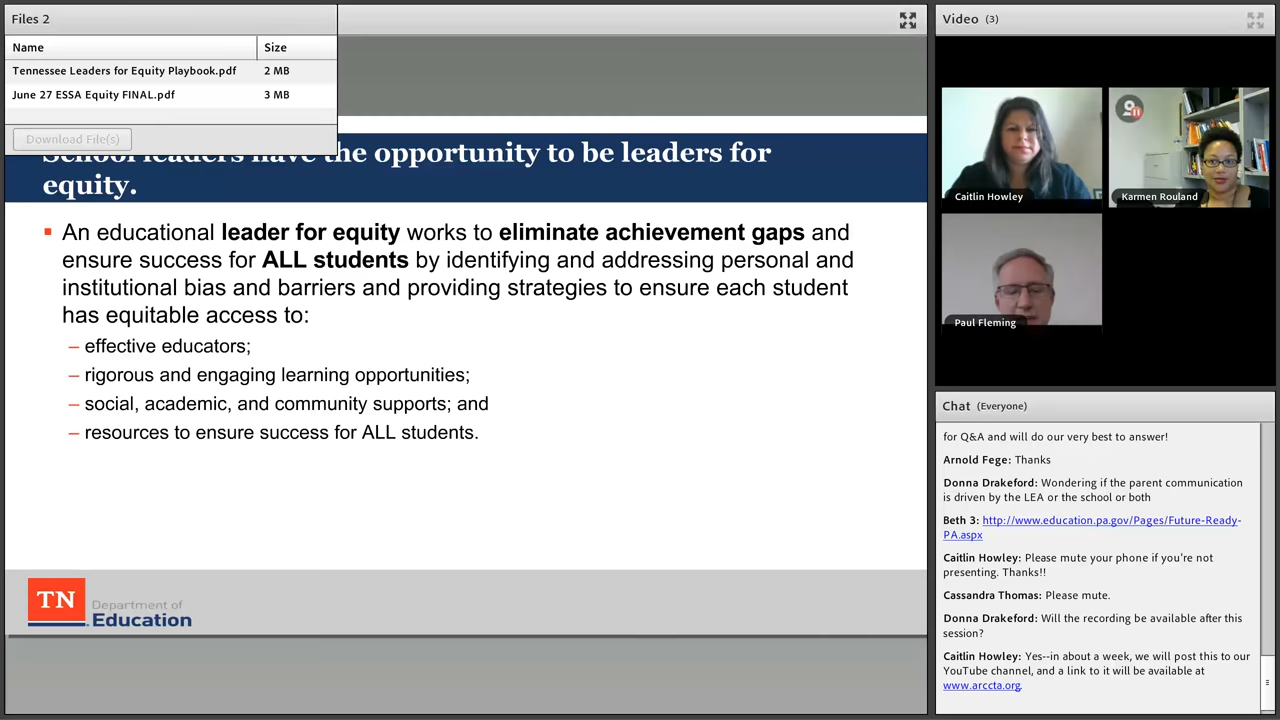 Files 2
Name Size
Tennessee Leaders for Equity Playbook.pdf 2 MB
June 27 ESSA Equity FINAL.pdf 3 MB
Download File(s)
School leaders have the opportunity to be leaders for
equity.
An educational leader for equity works to eliminate achievement gaps and
ensure success for ALL students by identifying and addressing personal and
institutional bias and barriers and providing strategies to ensure each student
has equitable access to:
– effective educators;
– rigorous and engaging learning opportunities;
– social, academic, and community supports; and
– resources to ensure success for ALL students.
TN
Department of
Education
Video (3)
Caitlin Howley
Karmen Rouland
Paul Fleming
Chat (Everyone)
for Q&A and will do our very best to answer!
Arnold Fege: Thanks
Donna Drakeford: Wondering if the parent communication
is driven by the LEA or the school or both
Beth 3: http://www.education.pa.gov/Pages/Future-Ready-
PA.aspx
Caitlin Howley: Please mute your phone if you're not
presenting. Thanks!!
Cassandra Thomas: Please mute.
Donna Drakeford: Will the recording be available after this
session?
Caitlin Howley: Yes--in about a week, we will post this to our
YouTube channel, and a link to it will be available at
www.arccta.org.